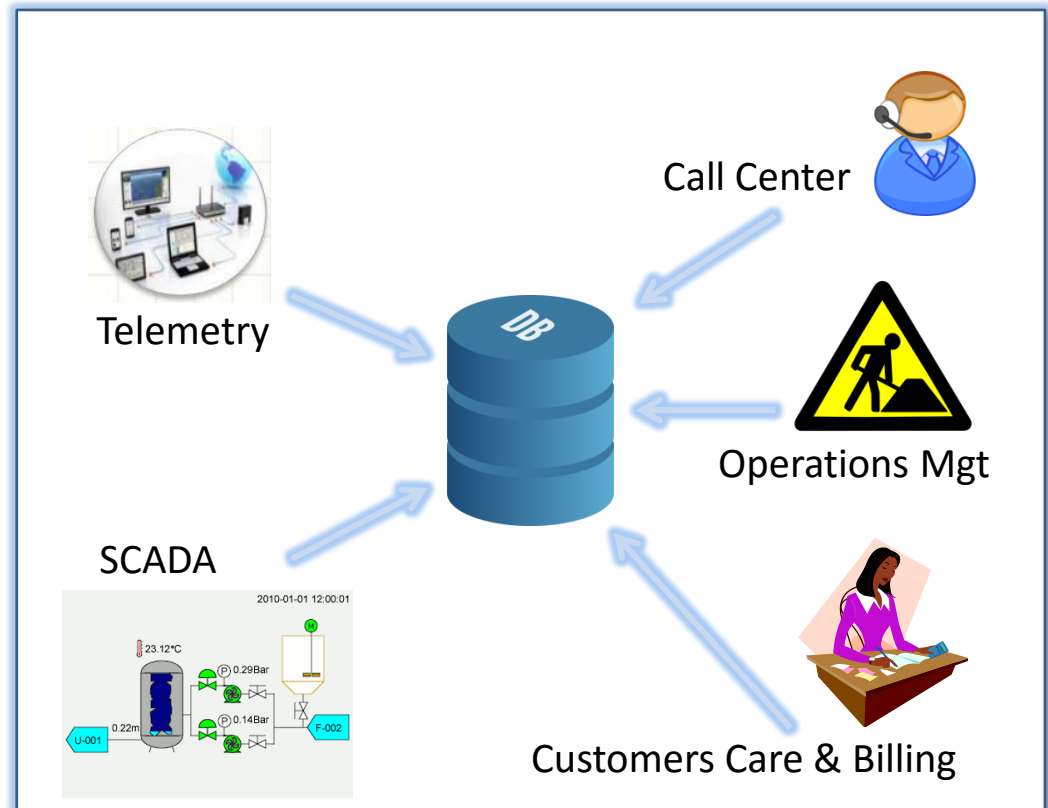 Call Center
Telemetry
DB
Operations Mgt
SCADA
2010-01-01 12:00:01
M
23.12°C
P 0.29Bar
P 0.14Bar
0.22m
U-001
F-002
Customers Care & Billing